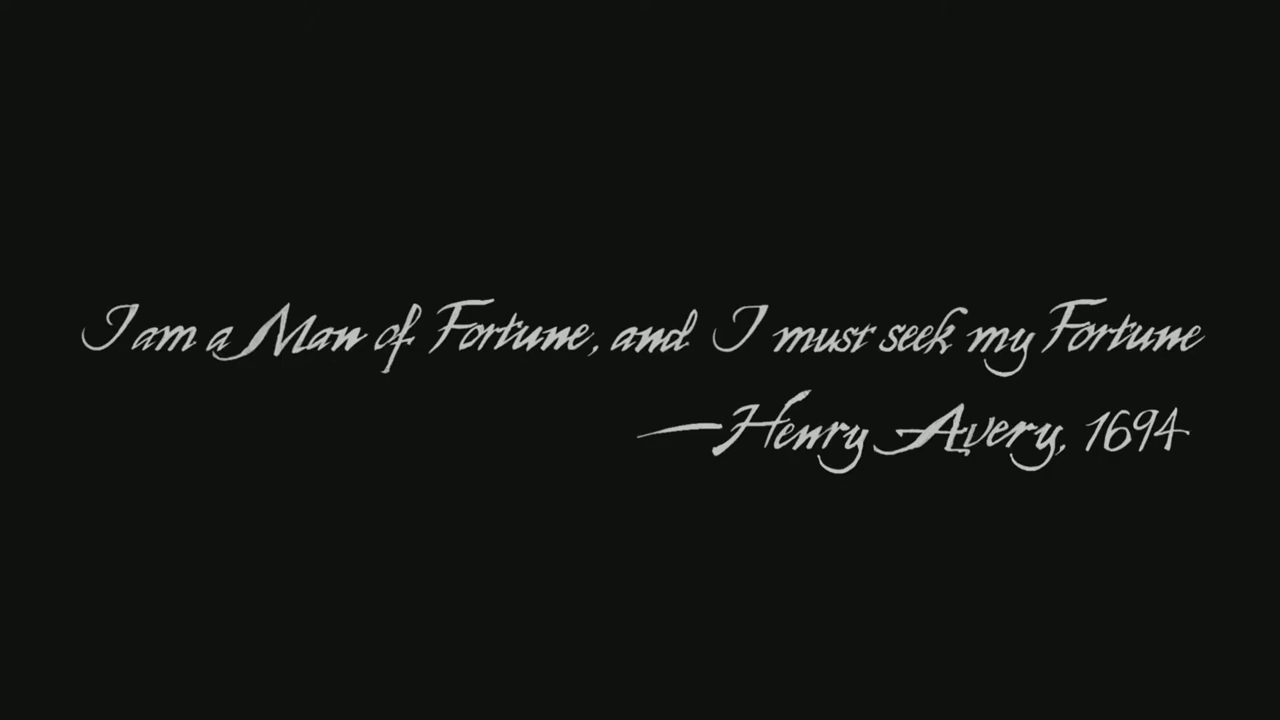 I am a Man of Fortune, and I must seek my Fortune
—Henry Avery, 1694